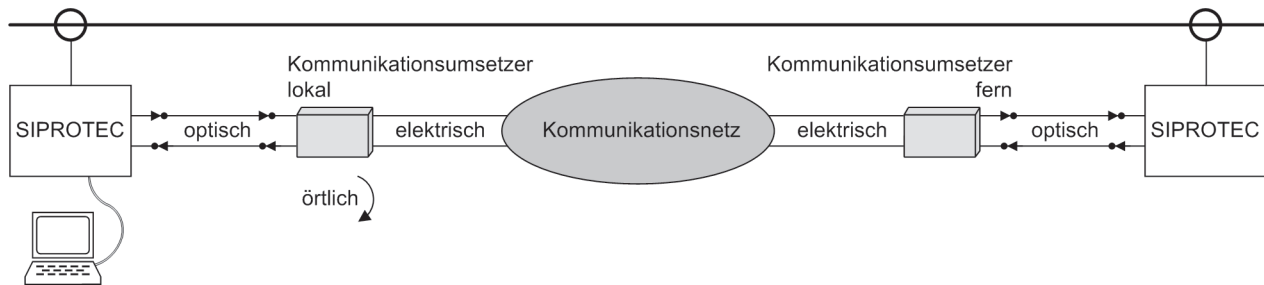 Kommunikationsumsetzer
lokal
Kommunikationsumsetzer
fern
SIPROTEC
optisch
elektrisch
Kommunikationsnetz
elektrisch
optisch
SIPROTEC
örtlich